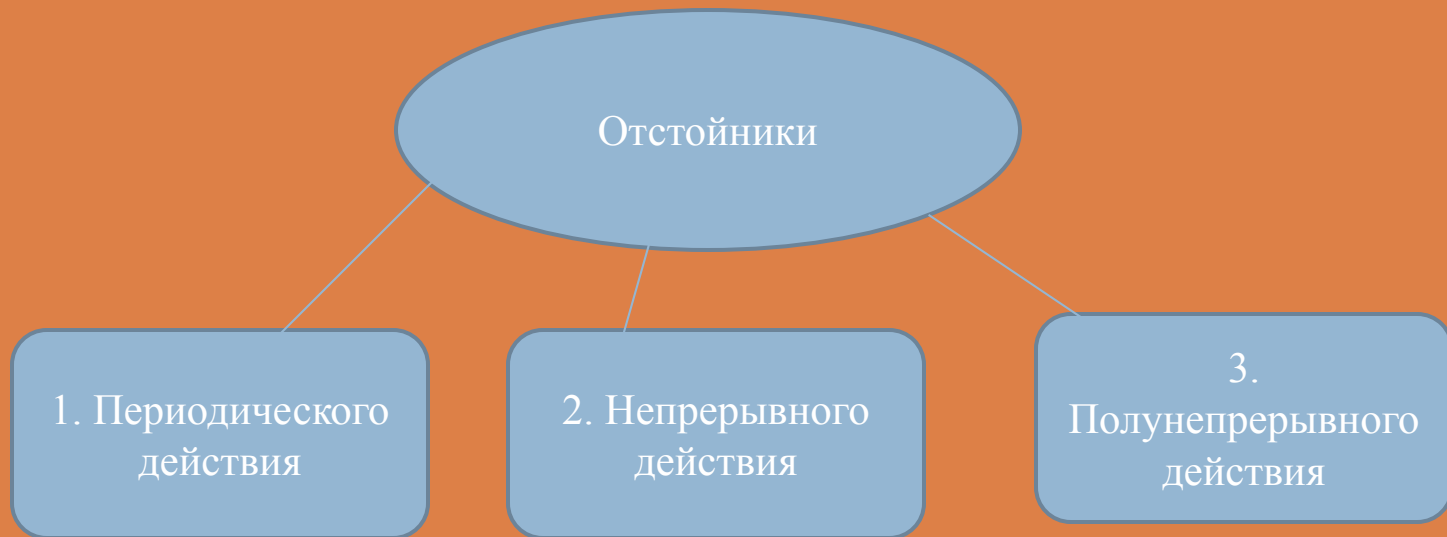 Отстойники
1. Периодического
действия
2. Непрерывного
действия
3.
Полунепрерывного
действия